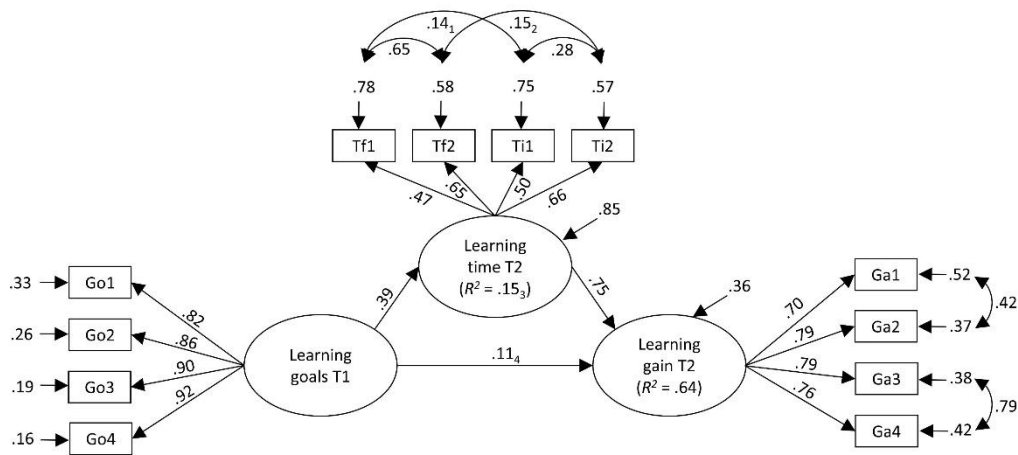 .14₁ .15₂
.65 .28
.78 .58 .75 .57
Tf1 Tf2 Ti1 Ti2
.47 .65 .50 .66
.85
Learning
time T2
(R² = .15₃)
.39 .75
.36
.33 Go1 .82
.26 Go2 .86
.19 Go3 .90
.16 Go4 .92
Learning
goals T1
.11₄
Learning
gain T2
(R² = .64)
.70 Ga1 .52
.42
.79 Ga2 .37
.79 Ga3 .38
.79
.76 Ga4 .42